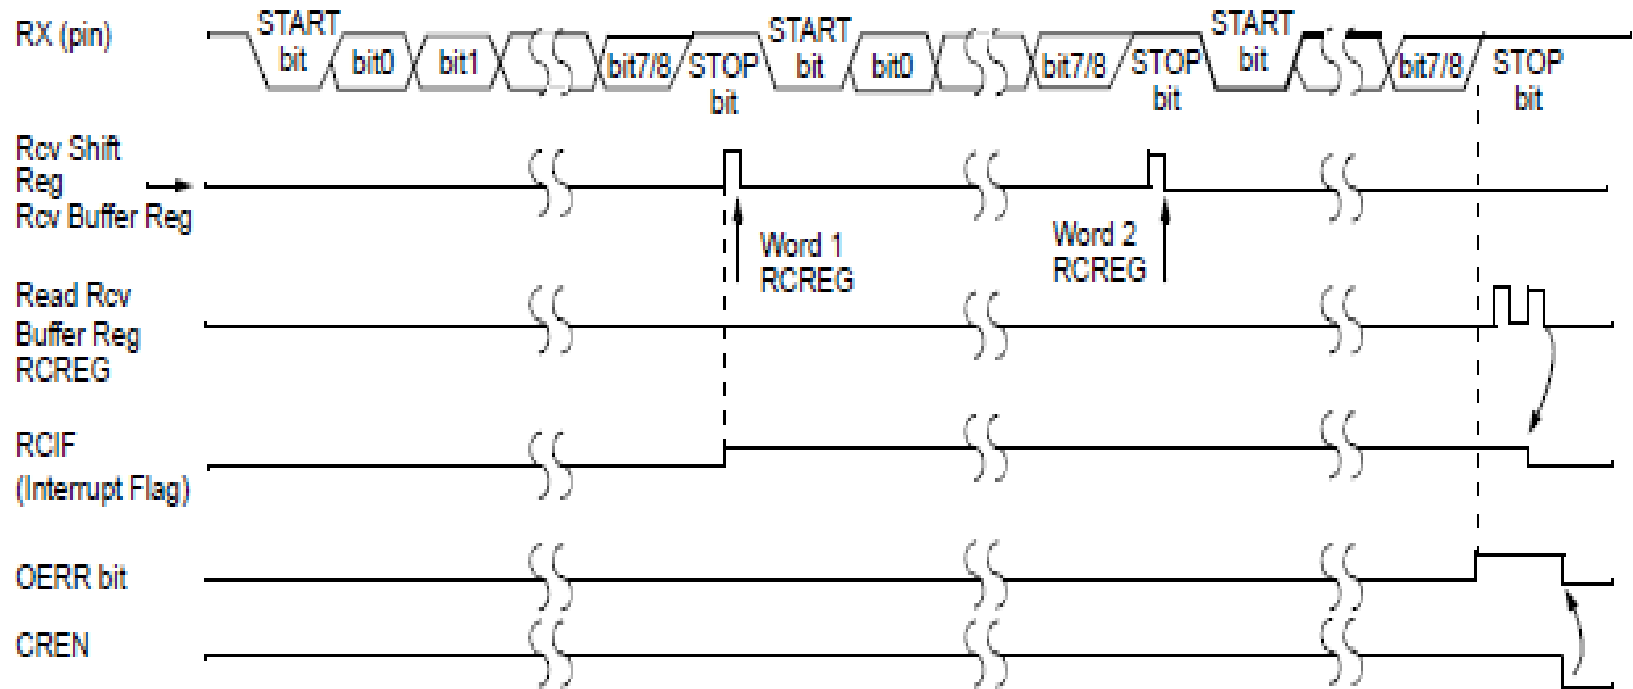 RX (pin)
START
bit
bit0
bit1
bit7/8
STOP
bit
START
bit
bit0
bit7/8
STOP
bit
START
bit
bit7/8
STOP
bit
Rcv Shift
Reg
Rcv Buffer Reg
Word 1
RCREG
Word 2
RCREG
Read Rcv
Buffer Reg
RCREG
RCIF
(Interrupt Flag)
OERR bit
CREN